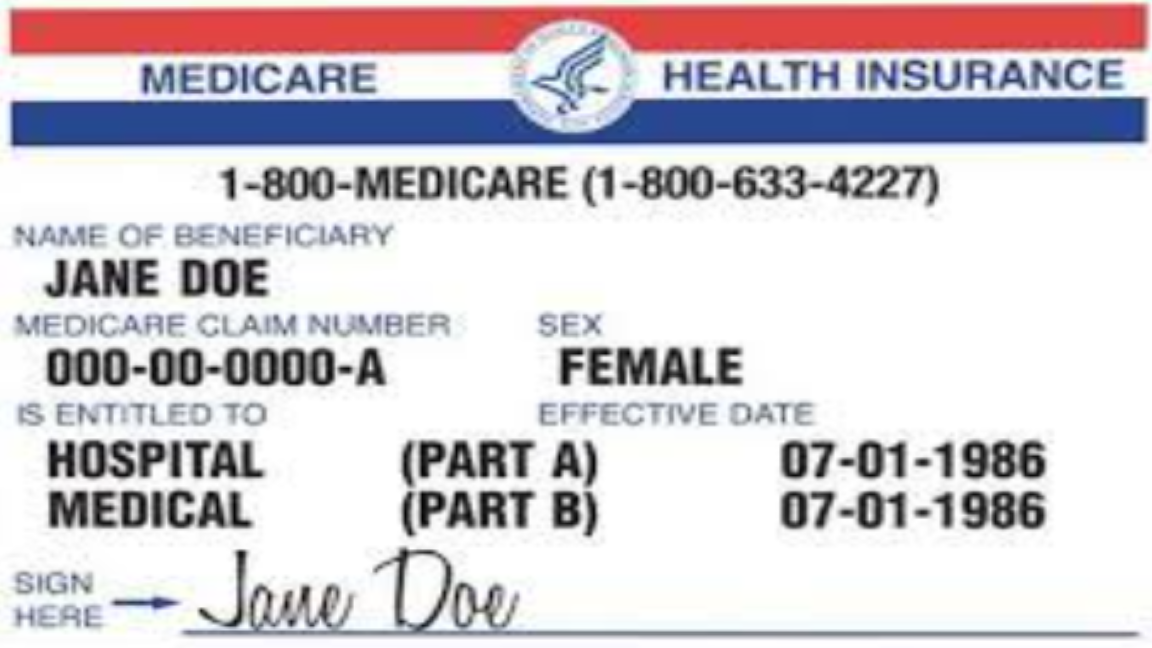 MEDICARE HEALTH INSURANCE
1-800-MEDICARE (1-800-633-4227)
NAME OF BENEFICIARY
JANE DOE
MEDICARE CLAIM NUMBER SEX
000-00-0000-A FEMALE
IS ENTITLED TO EFFECTIVE DATE
HOSPITAL (PART A) 07-01-1986
MEDICAL (PART B) 07-01-1986
SIGN
HERE Jane Doe